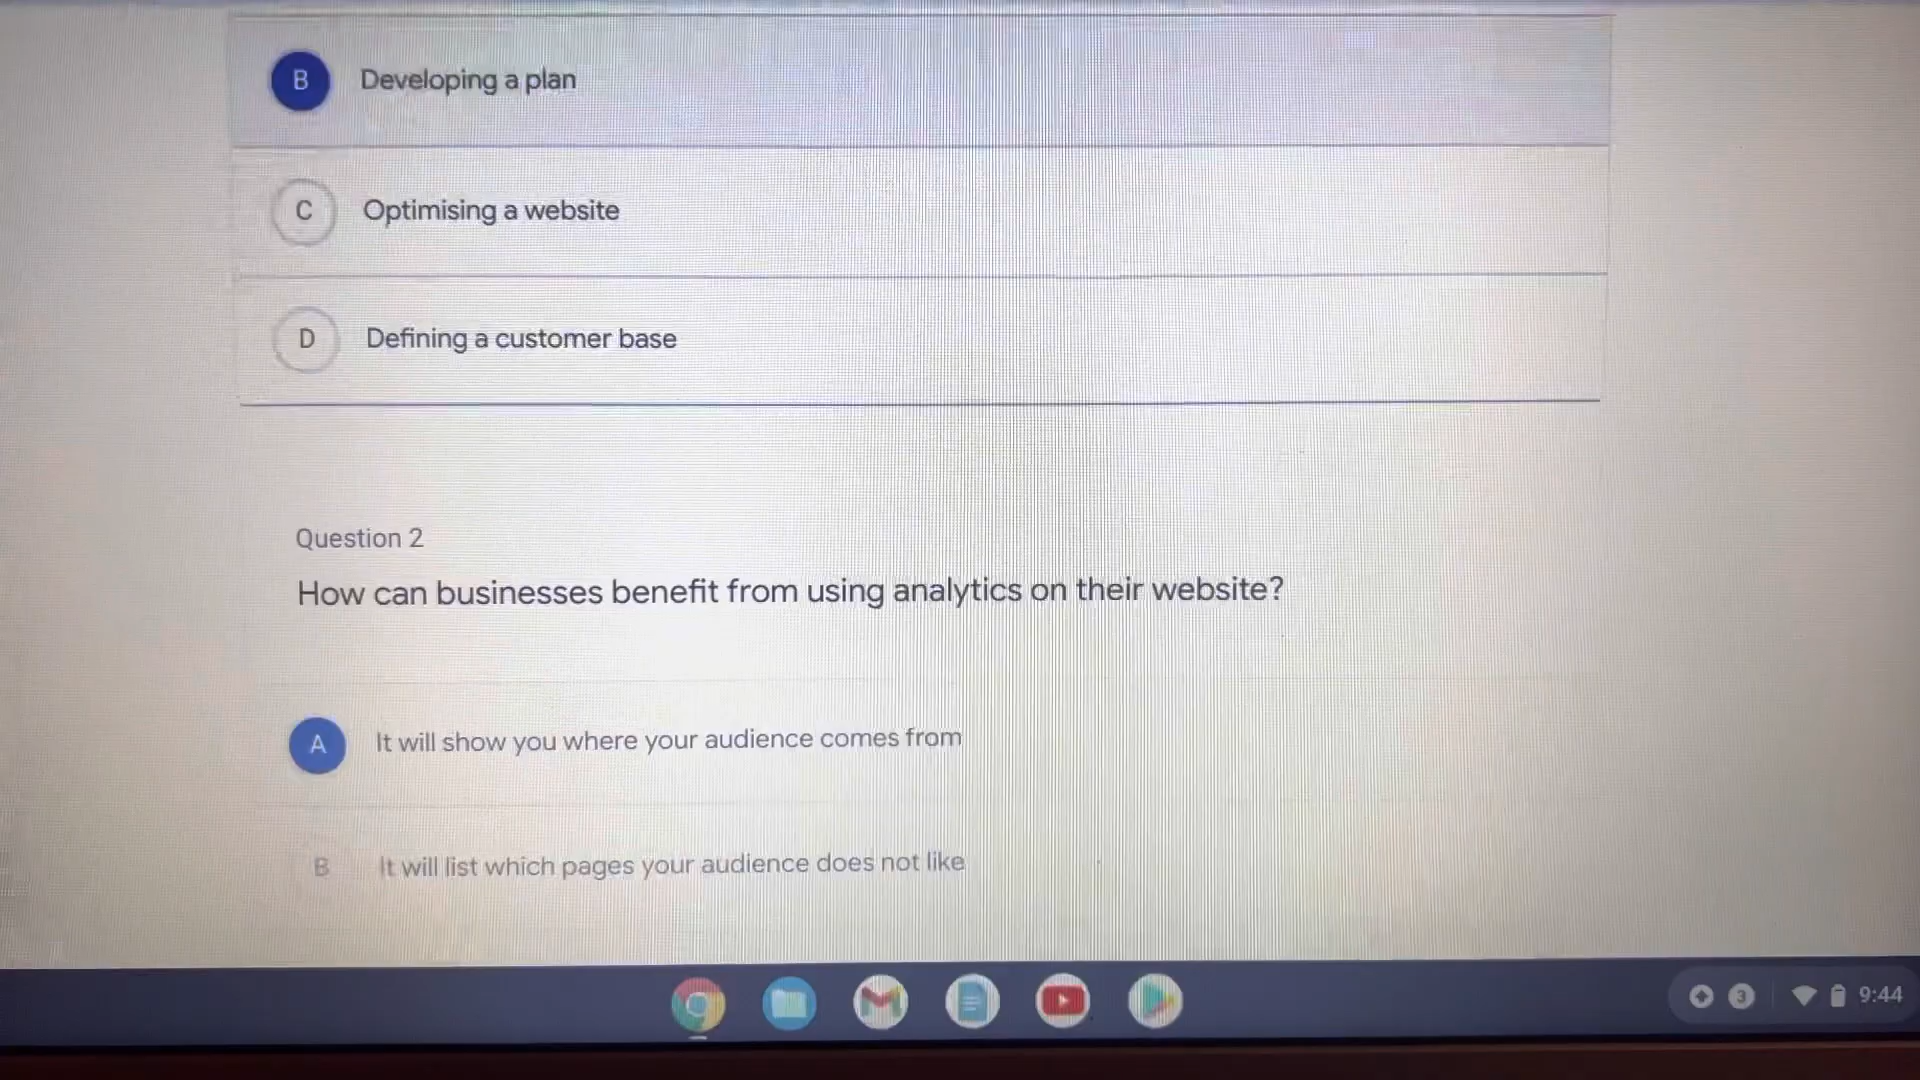 B Developing a plan
C Optimising a website
D Defining a customer base
Question 2
How can businesses benefit from using analytics on their website?
A It will show you where your audience comes from
B It will list which pages your audience does not like
3 9:44